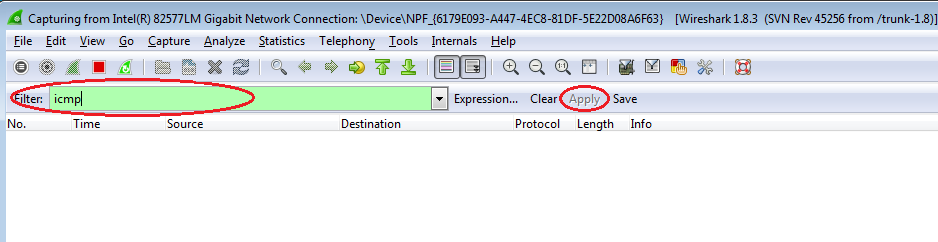 Capturing from Intel(R) 82577LM Gigabit Network Connection: \Device\NPF_{6179E093-A447-4EC8-81DF-5E22D08A6F63} [Wireshark 1.8.3 (SVN Rev 45256 from /trunk-1.8)]
File Edit View Go Capture Analyze Statistics Telephony Tools Internals Help
Filter: icmp Expression... Clear Apply Save
No. Time Source Destination Protocol Length Info